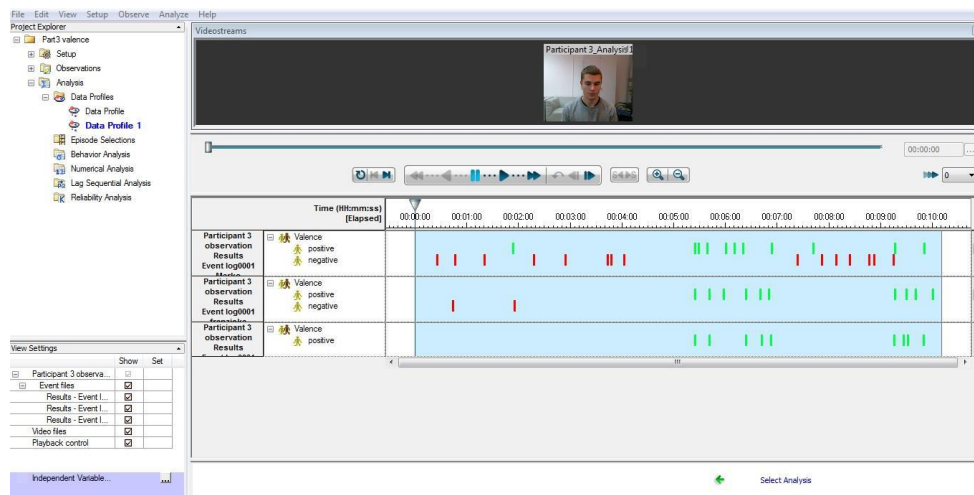 File Edit View Setup Observe Analyze Help
Project Explorer
Part3 valence
Setup
Observations
Analysis
Data Profiles
Data Profile
Data Profile 1
Episode Selections
Behavior Analysis
Numerical Analysis
Lag Sequential Analysis
Reliability Analysis
View Settings
Show Set
Participant 3 observa...
Event files
Results - Event l...
Results - Event l...
Results - Event l...
Video files
Playback control
Independent Variable...
...
Videostreams
Participant 3_Analysis1
00:00:00
...
0
Time (HH:mm:ss)
[Elapsed]
00:00:00 00:01:00 00:02:00 00:03:00 00:04:00 00:05:00 00:06:00 00:07:00 00:08:00 00:09:00 00:10:00
Participant 3
observation
Results
Event log0001
Valence
positive
negative
Participant 3
observation
Results
Event log0001
Valence
positive
negative
Participant 3
observation
Results
Valence
positive
Select Analysis